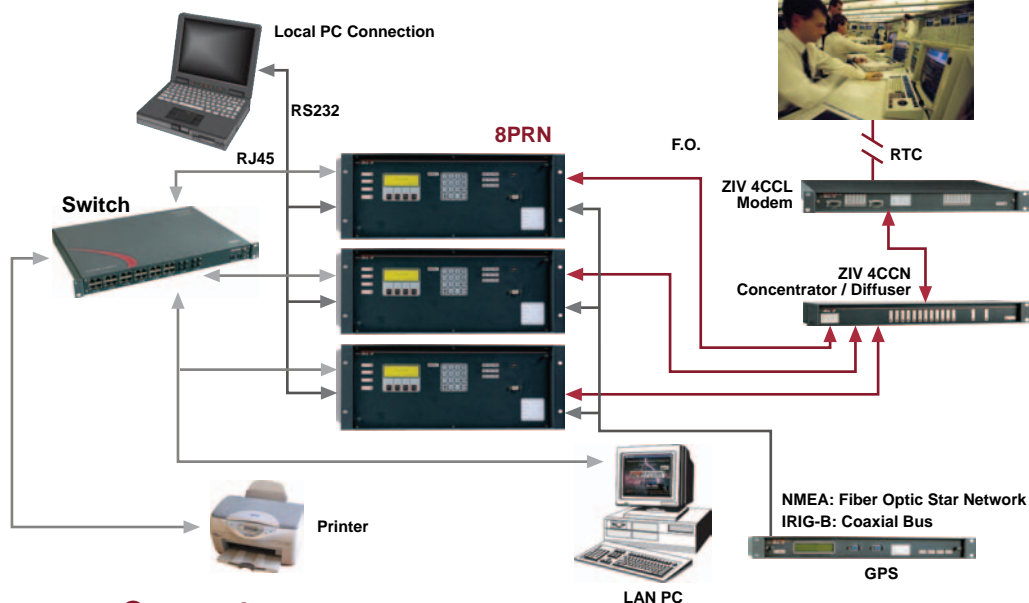 Local PC Connection
RS232
8PRN
F.O.
RTC
RJ45
ZIV 4CCL
Modem
Switch
ZIV 4CCN
Concentrator / Diffuser
NMEA: Fiber Optic Star Network
IRIG-B: Coaxial Bus
Printer
GPS
LAN PC